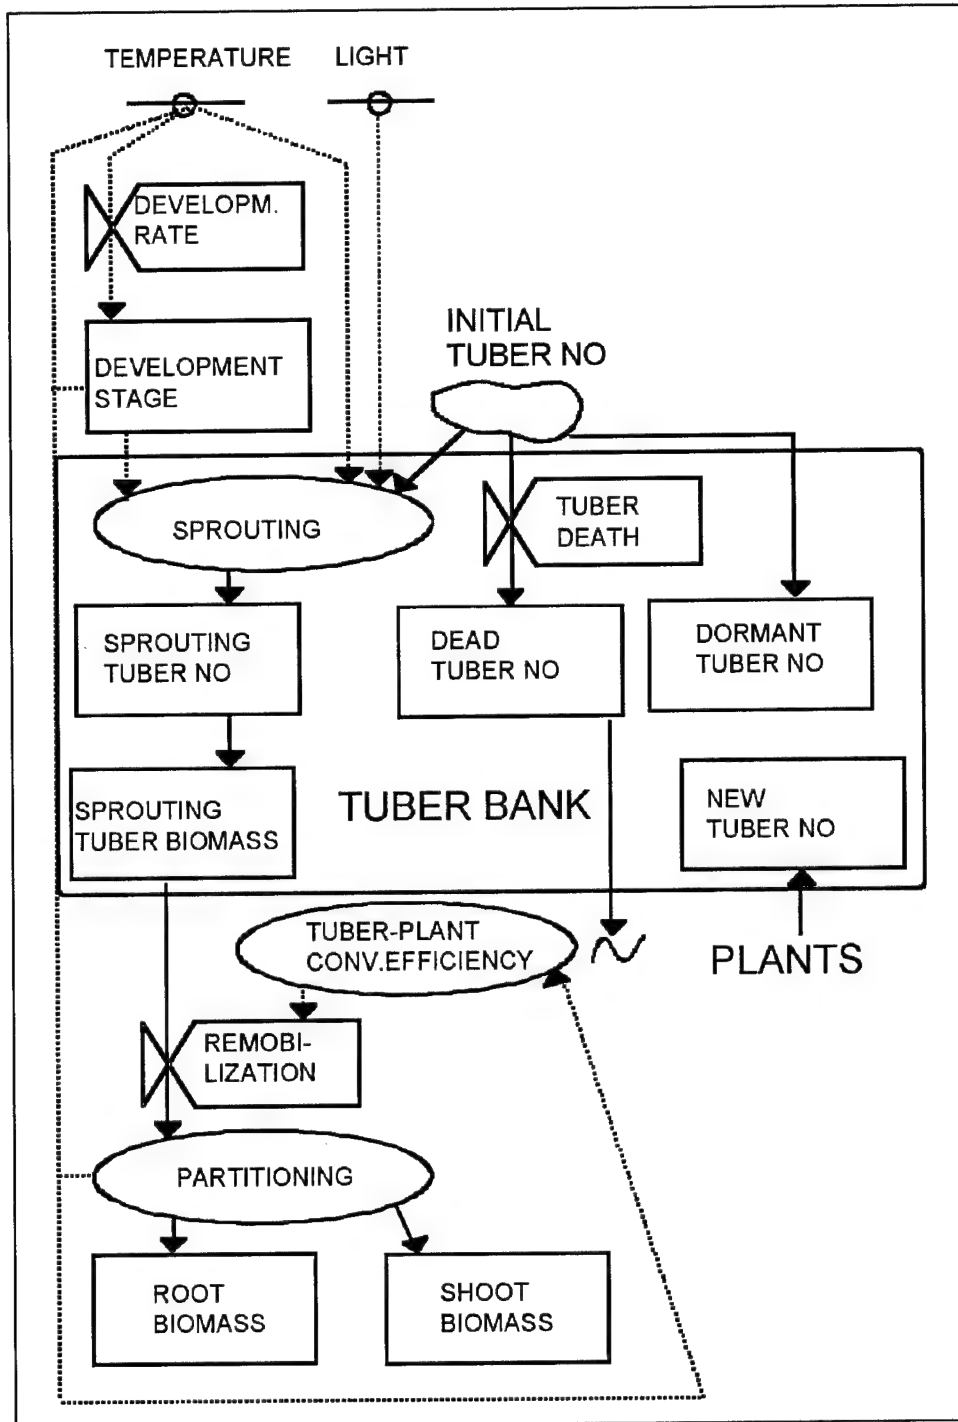 TEMPERATURE
LIGHT
DEVELOPM.
RATE
INITIAL
TUBER NO
DEVELOPMENT
STAGE
TUBER
DEATH
SPROUTING
SPROUTING
TUBER NO
DEAD
TUBER NO
DORMANT
TUBER NO
SPROUTING
TUBER BIOMASS
TUBER BANK
NEW
TUBER NO
TUBER-PLANT
CONV.EFFICIENCY
PLANTS
REMOBI-
LIZATION
PARTITIONING
ROOT
BIOMASS
SHOOT
BIOMASS